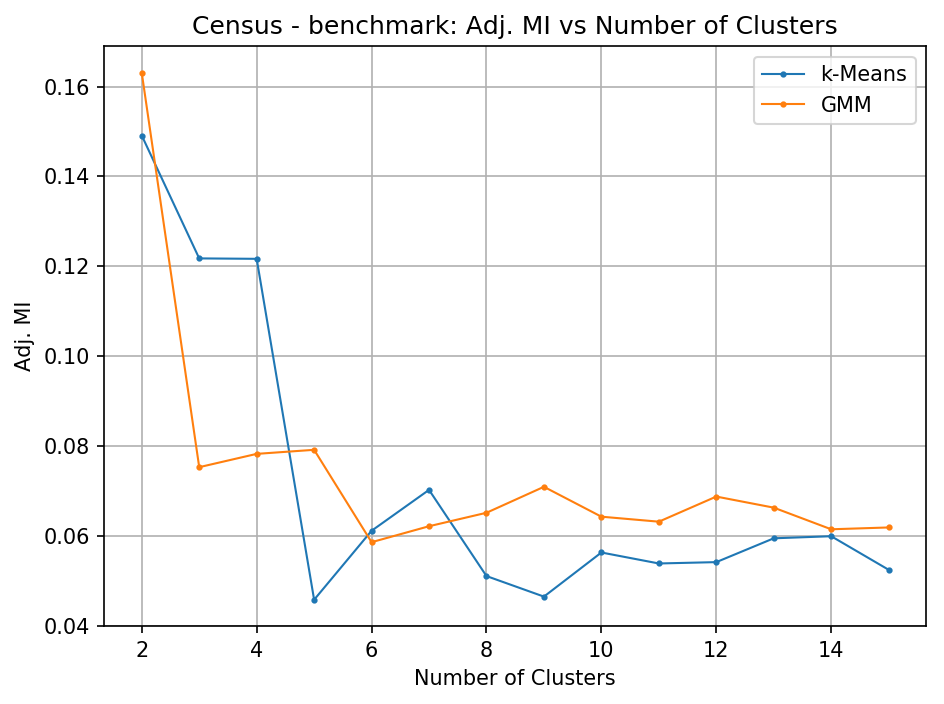 Census - benchmark: Adj. MI vs Number of Clusters
k-Means
GMM
Adj. MI
0.16
0.14
0.12
0.10
0.08
0.06
0.04
2 4 6 8 10 12 14
Number of Clusters